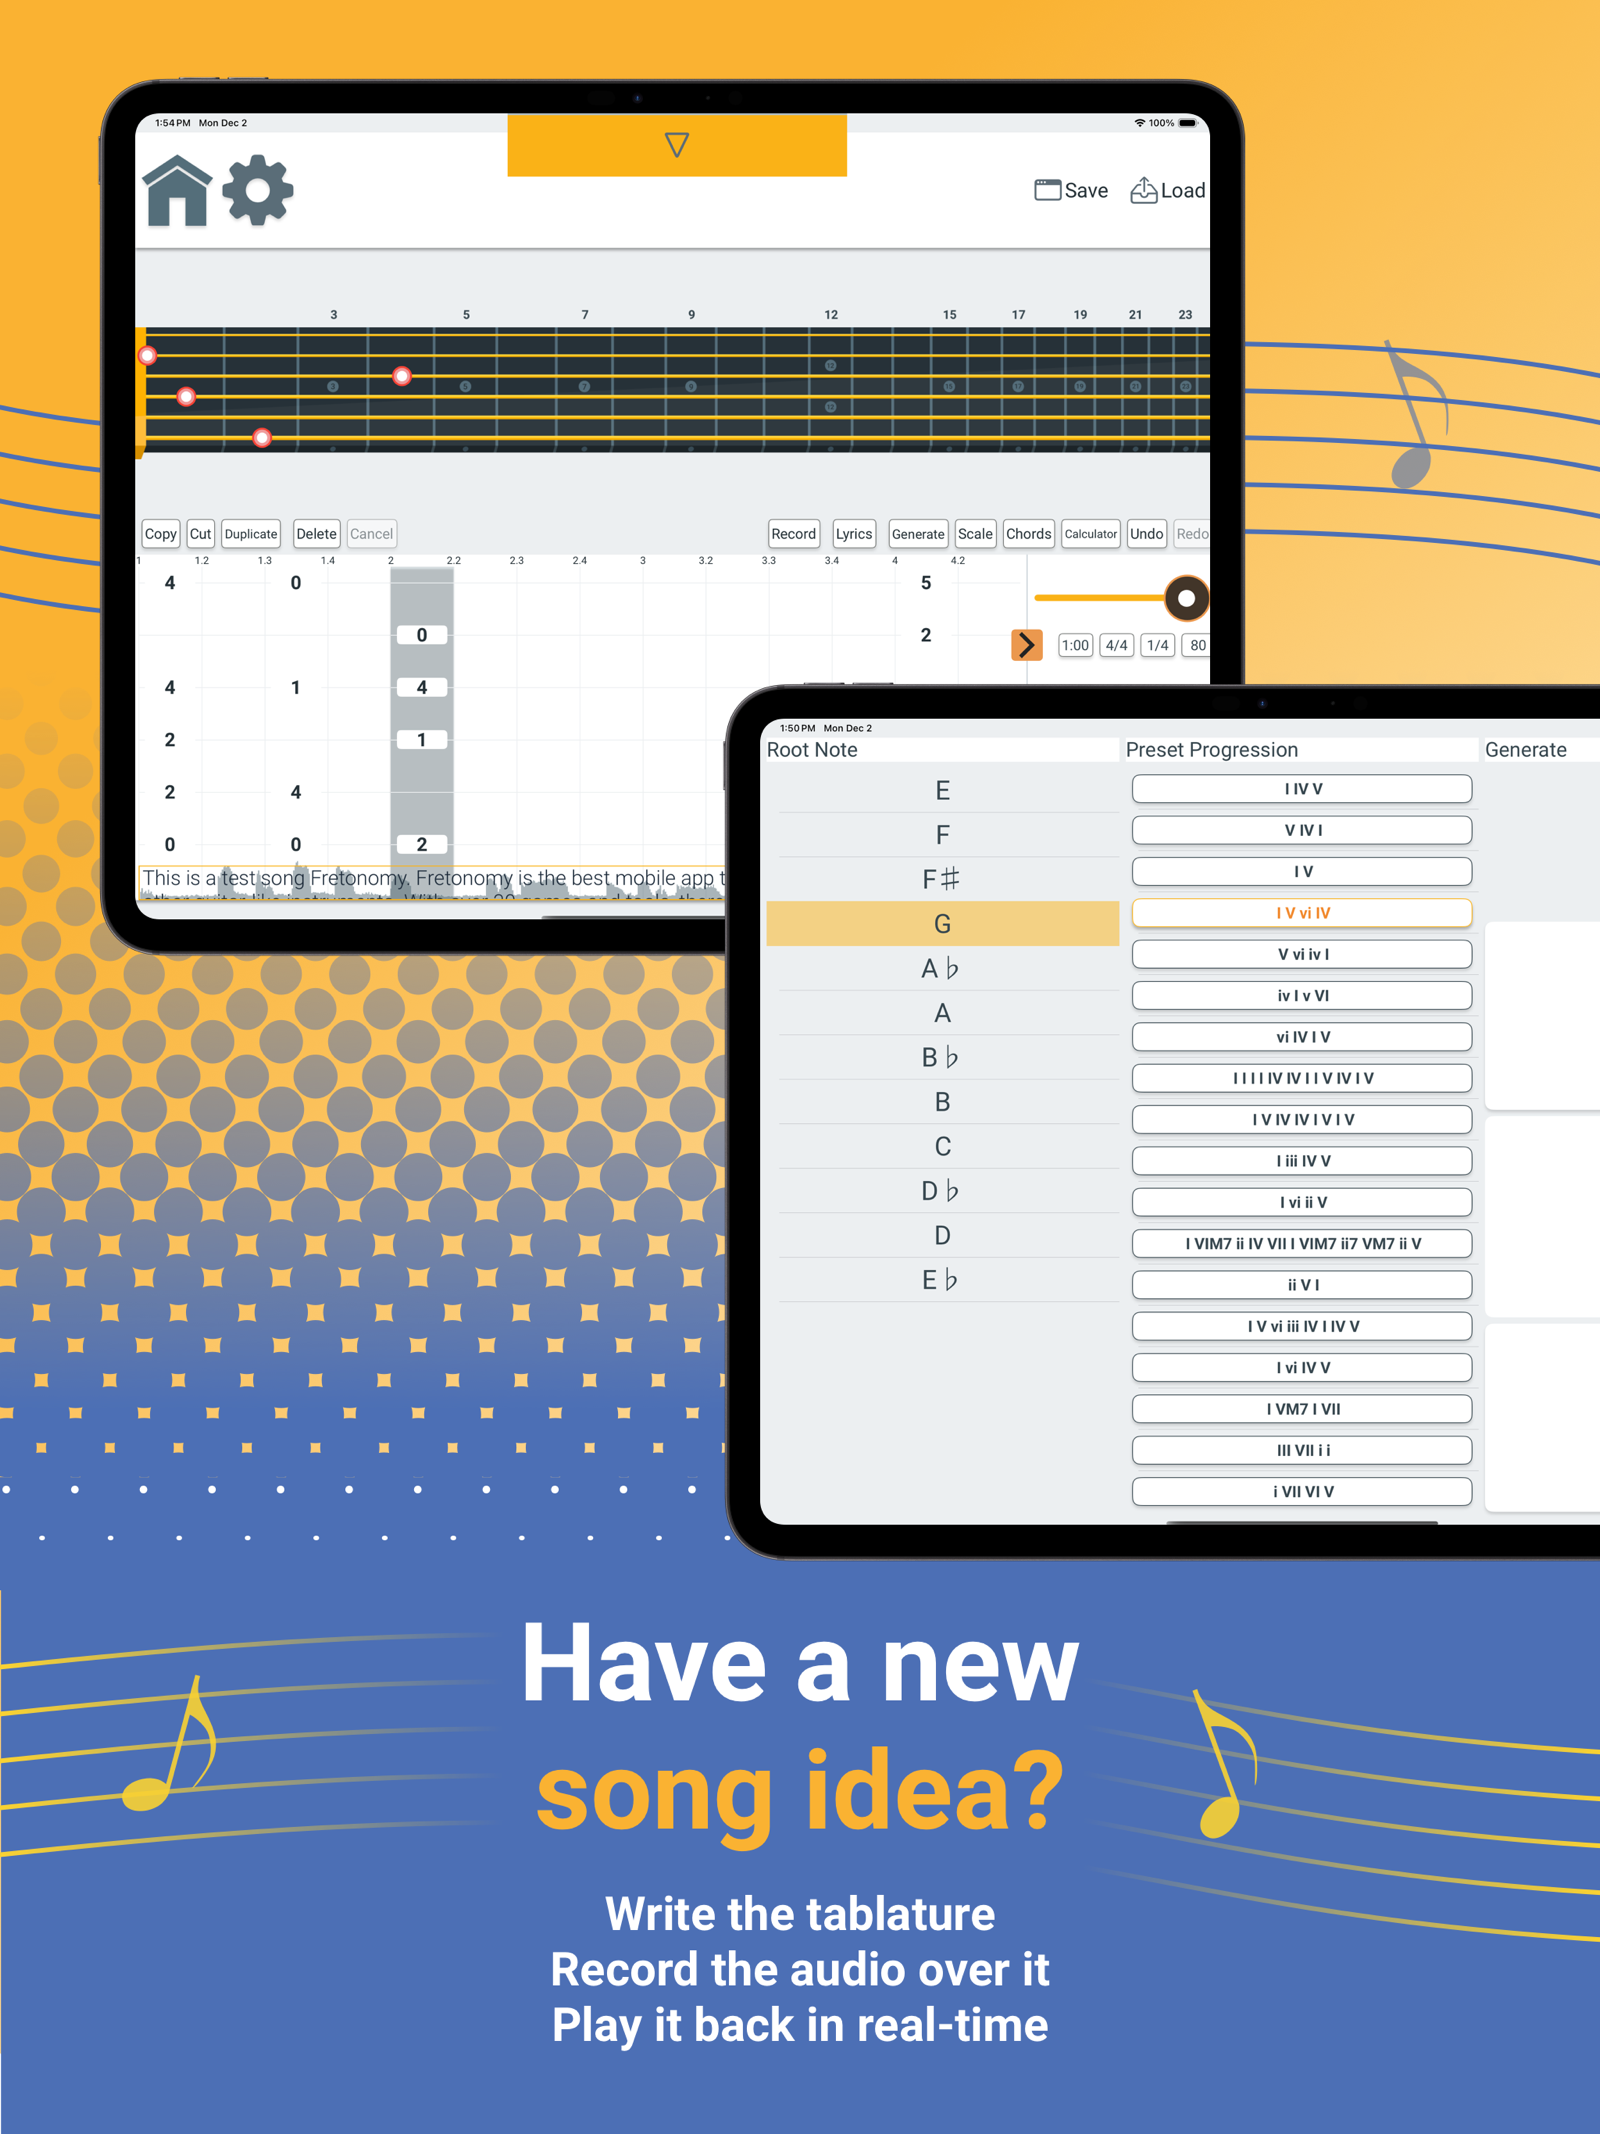 1:54 PM Mon Dec 2
100%
Save Load
3 5 7 9 12 15 17 19 21 23
Copy Cut Duplicate Delete Cancel Record Lyrics Generate Scale Chords Calculator Undo Redo
1 1.2 1.3 1.4 2 2.2 2.3 2.4 3 3.2 3.3 3.4 4 4.2
4 0 5
0 2
1:00 4/4 1/4 80
4 1 4
2 1
2 4
0 0 2
This is a test song Fretonomy. Fretonomy is the best mobile app t
1:50 PM Mon Dec 2
Root Note
E
F
F♯
G
A♭
A
B♭
B
C
D♭
D
E♭
Preset Progression
I IV V
V IV I
I V
I V vi IV
V vi iv I
iv I v VI
vi IV I V
I I I I IV IV I I V IV I V
I V IV IV I V I V
I iii IV V
I vi ii V
I VIM7 ii IV VII I VIM7 ii7 VM7 ii V
ii V I
I V vi iii IV I IV V
I vi IV V
I VM7 I VII
III VII i i
i VII VI V
Generate
Have a new
song idea?
Write the tablature
Record the audio over it
Play it back in real-time